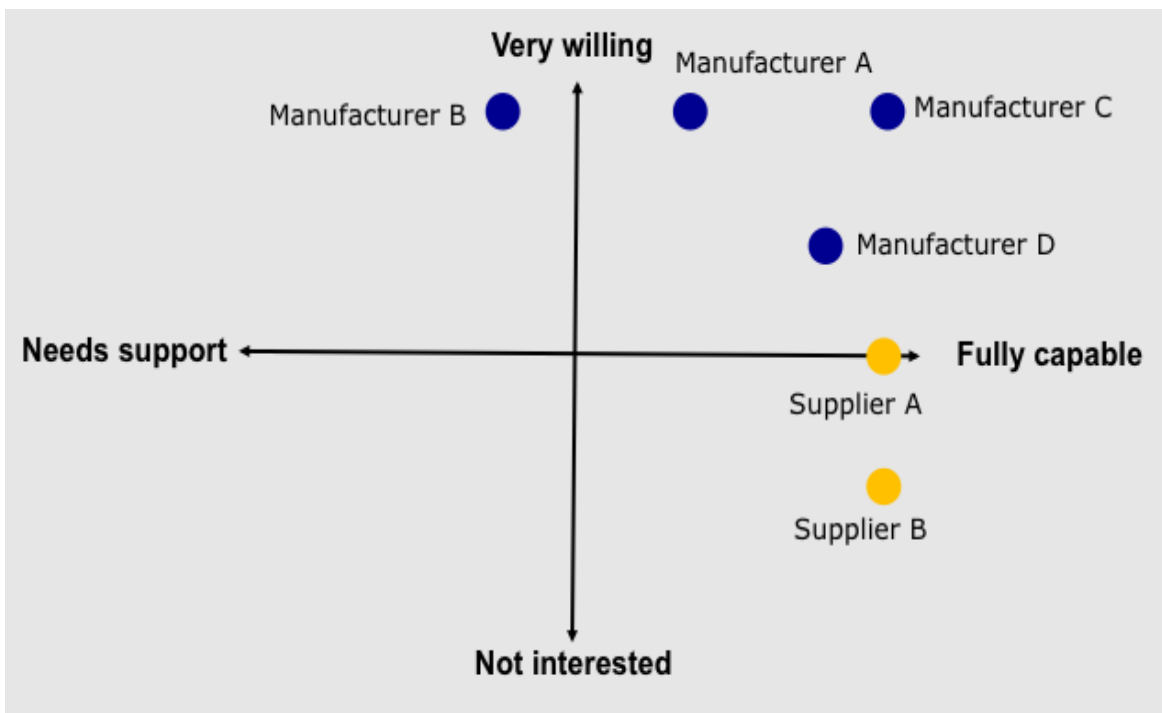 Very willing
Manufacturer A
Manufacturer B
Manufacturer C
Manufacturer D
Needs support
Fully capable
Supplier A
Supplier B
Not interested